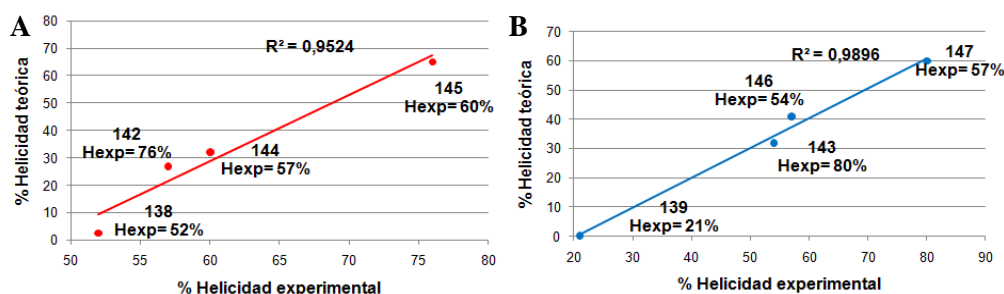 A
% Helicidad teórica
80
70
60
50
40
30
20
10
0
R² = 0,9524
145
Hexp= 60%
142
Hexp= 76%
144
Hexp= 57%
138
Hexp= 52%
50 55 60 65 70 75 80
% Helicidad experimental
B
% Helicidad teórica
70
60
50
40
30
20
10
0
R² = 0,9896
147
Hexp= 57%
146
Hexp= 54%
143
Hexp= 80%
139
Hexp= 21%
20 30 40 50 60 70 80 90
% Helicidad experimental